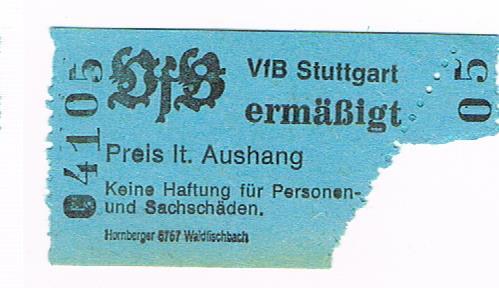 04105
VfB
VfB Stuttgart
ermäßigt
Preis lt. Aushang
Keine Haftung für Personen-
und Sachschäden.
Hornberger 6767 Waldfischbach
05